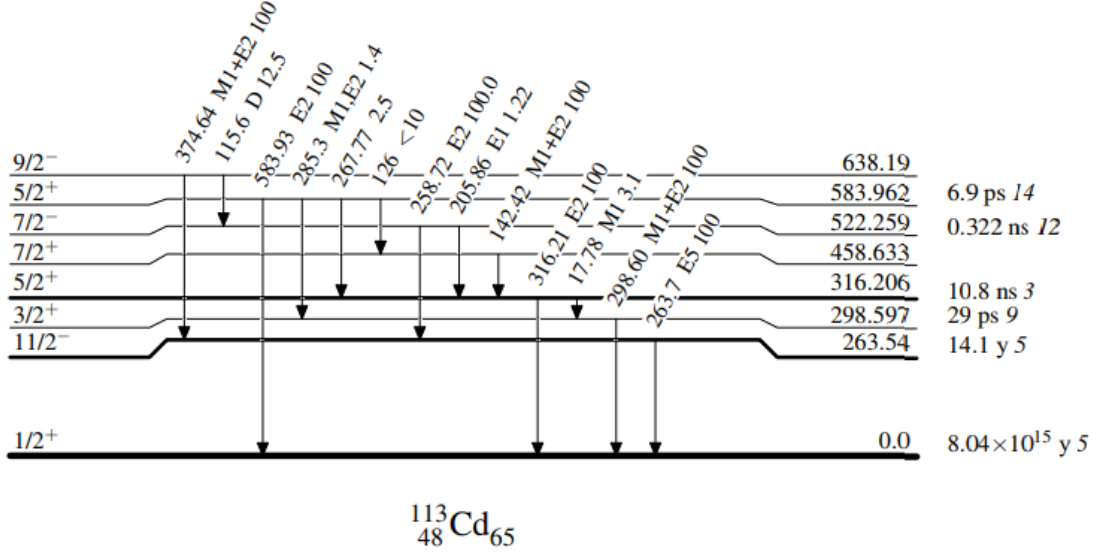 374.64 M1+E2 100
115.6 D 12.5
583.93 E2 100
285.3 M1,E2 1.4
267.77 2.5
126 <10
258.72 E2 100.0
205.86 E1 1.22
142.42 M1+E2 100
316.21 E2 100
17.78 M1 3.1
298.60 M1+E2 100
263.7 E5 100
9/2⁻ 638.19
5/2⁺ 583.962 6.9 ps 14
7/2⁻ 522.259 0.322 ns 12
7/2⁺ 458.633
5/2⁺ 316.206 10.8 ns 3
3/2⁺ 298.597 29 ps 9
11/2⁻ 263.54 14.1 y 5
1/2⁺ 0.0 8.04×10¹⁵ y 5
¹¹³₄₈Cd₆₅